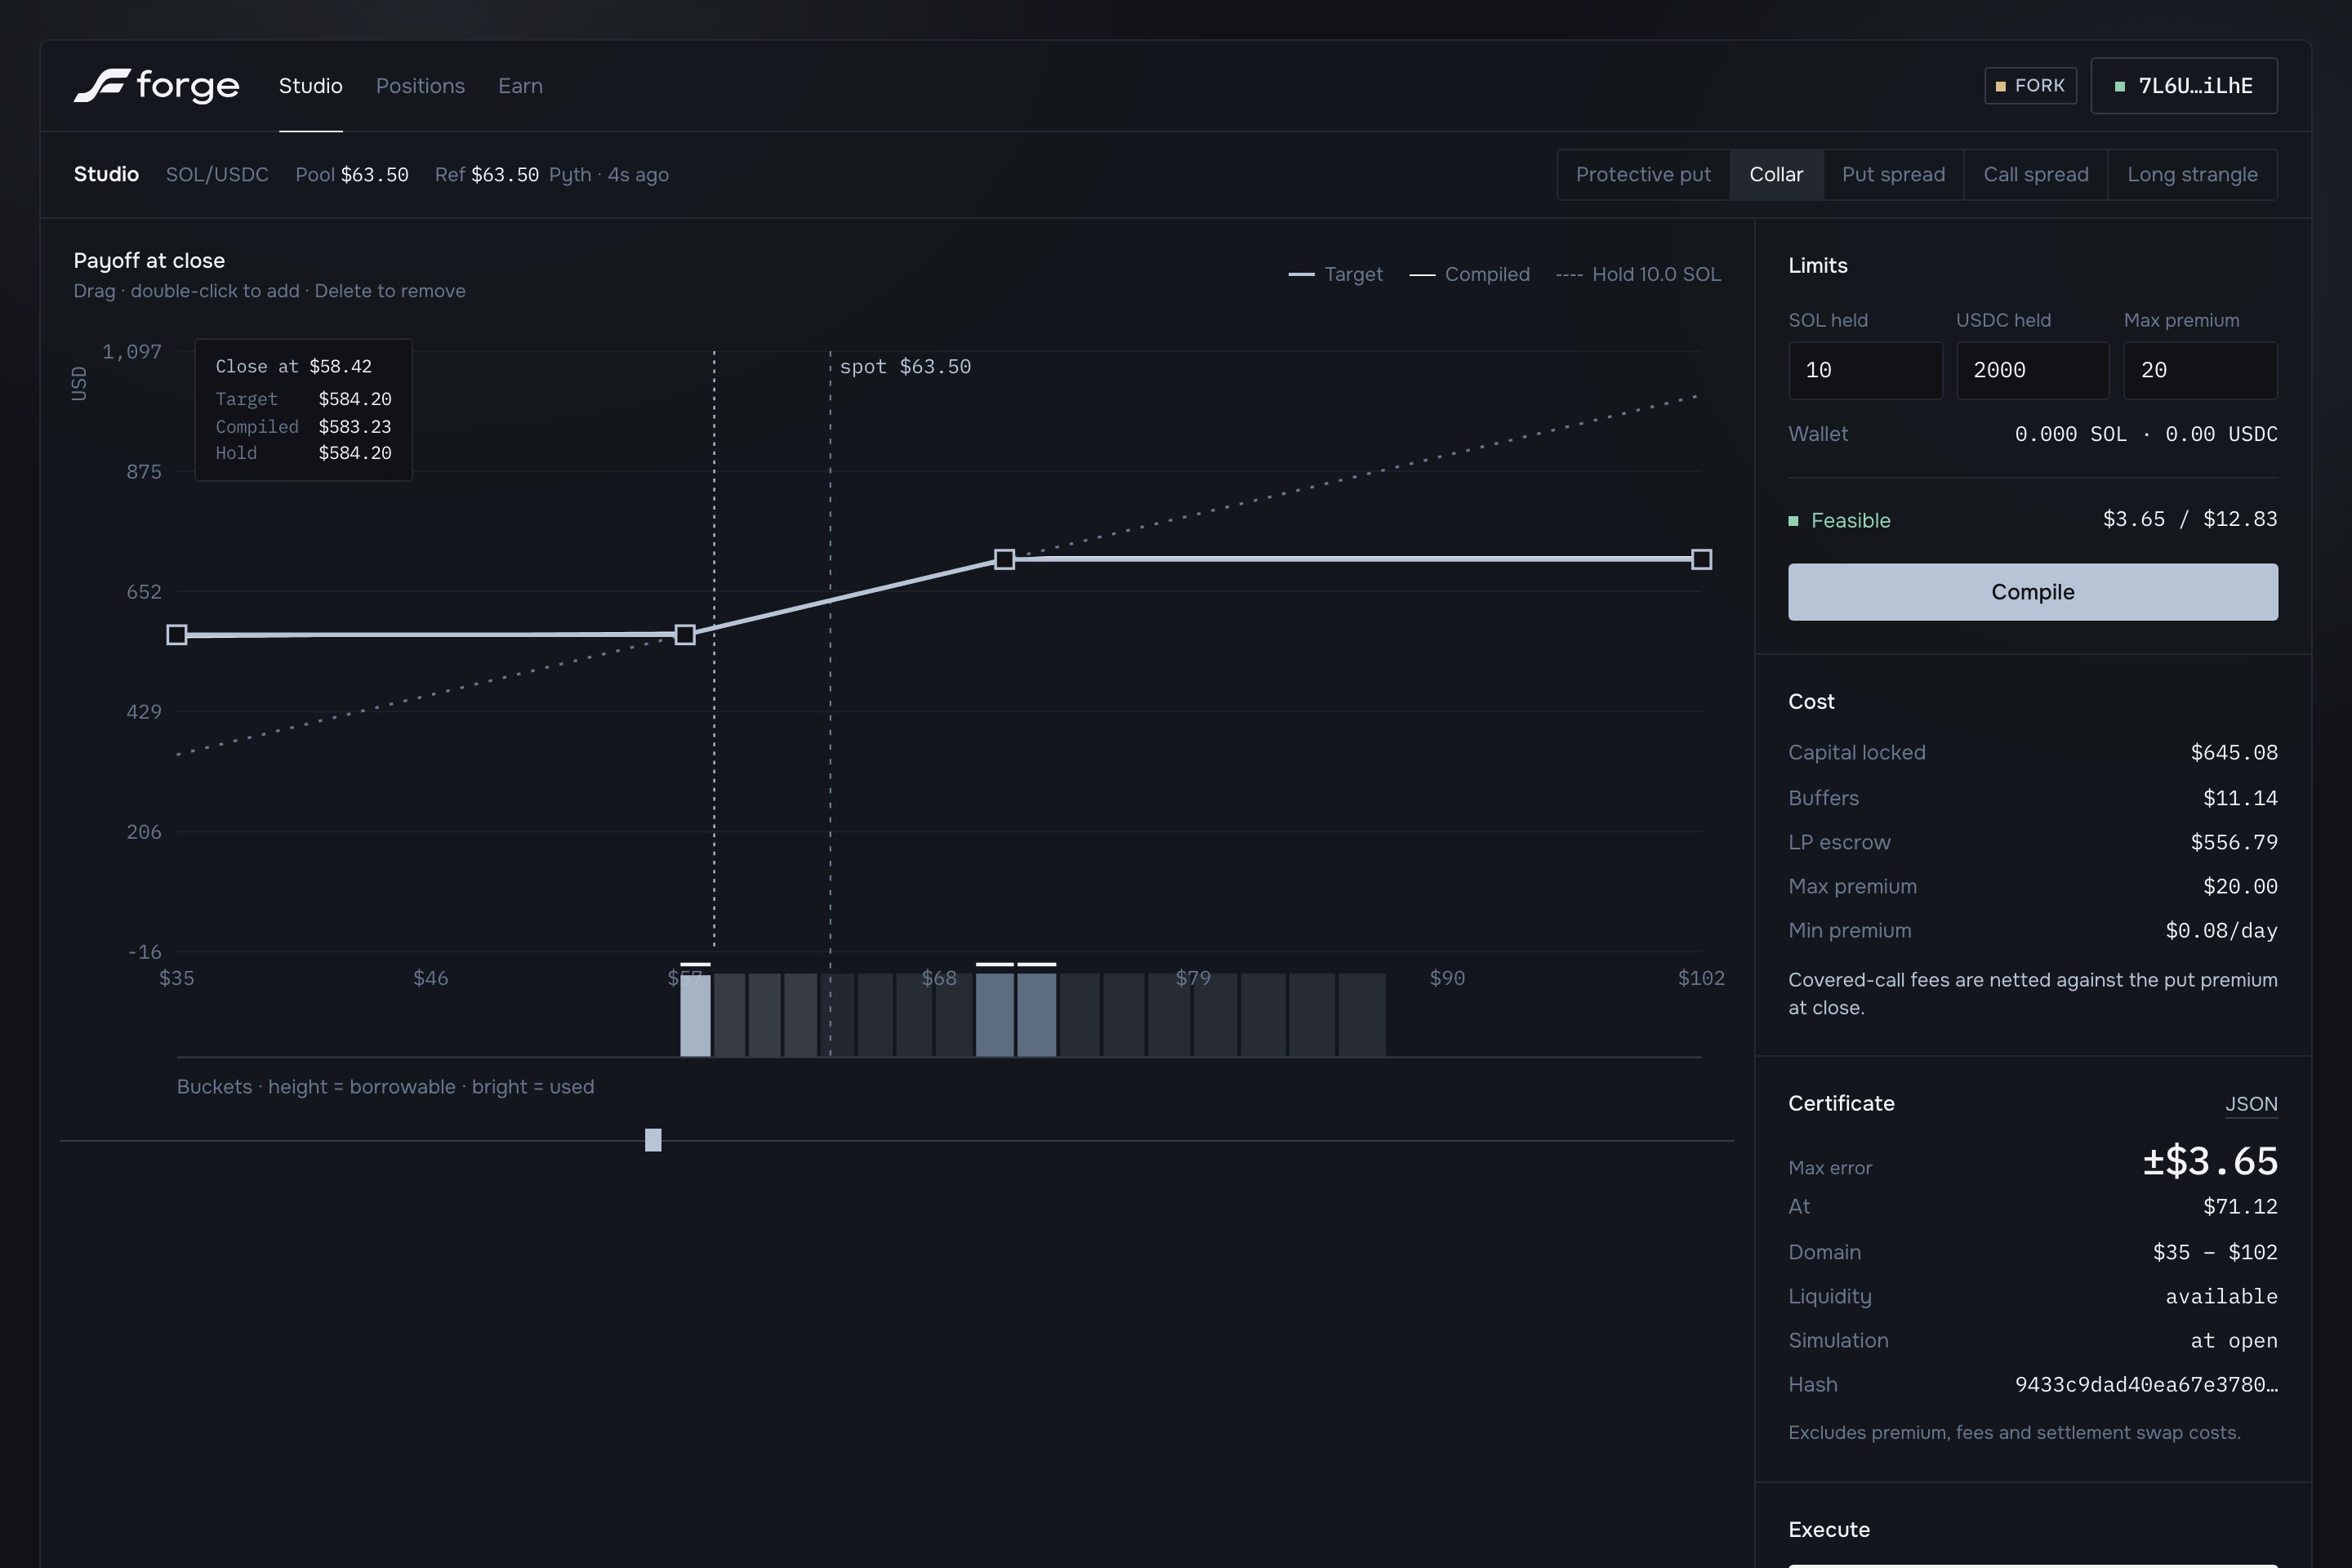 forge Studio Positions Earn FORK 7L6U…iLhE
Studio SOL/USDC Pool $63.50 Ref $63.50 Pyth · 4s ago Protective put Collar Put spread Call spread Long strangle
Payoff at close
Drag · double-click to add · Delete to remove
Target Compiled Hold 10.0 SOL
USD
1,097
875
652
429
206
-16
Close at $58.42
Target $584.20
Compiled $583.23
Hold $584.20
spot $63.50
$35 $46 $57 $68 $79 $90 $102
Buckets · height = borrowable · bright = used
Limits
SOL held USDC held Max premium
10 2000 20
Wallet 0.000 SOL · 0.00 USDC
Feasible $3.65 / $12.83
Compile
Cost
Capital locked $645.08
Buffers $11.14
LP escrow $556.79
Max premium $20.00
Min premium $0.08/day
Covered-call fees are netted against the put premium
at close.
Certificate JSON
Max error ±$3.65
At $71.12
Domain $35 – $102
Liquidity available
Simulation at open
Hash 9433c9dad40ea67e3780…
Excludes premium, fees and settlement swap costs.
Execute